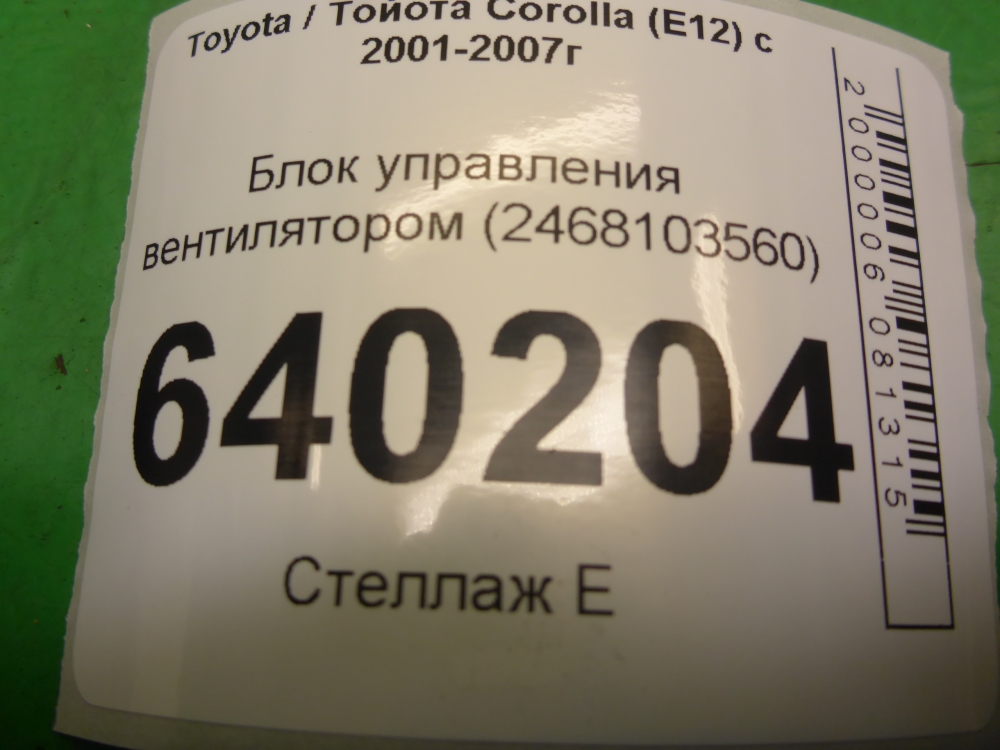 Toyota / Тойота Corolla (E12) с
2001-2007г
Блок управления
вентилятором (2468103560)
640204
Стеллаж Е
2000006081315